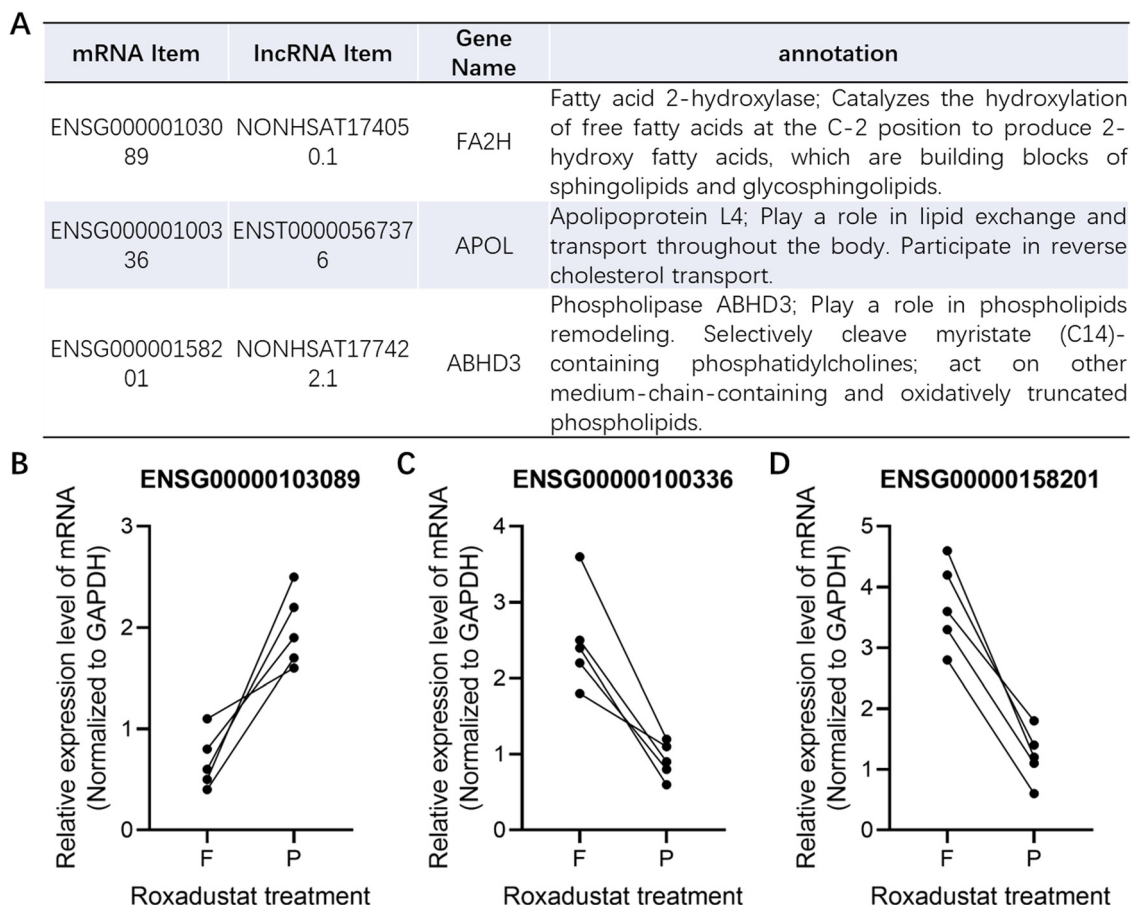 A
mRNA Item lncRNA Item Gene Name annotation
ENSG000001030
89
NONHSAT17405
0.1
FA2H
Fatty acid 2-hydroxylase; Catalyzes the hydroxylation
of free fatty acids at the C-2 position to produce 2-
hydroxy fatty acids, which are building blocks of
sphingolipids and glycosphingolipids.
ENSG000001003
36
ENST0000056737
6
APOL
Apolipoprotein L4; Play a role in lipid exchange and
transport throughout the body. Participate in reverse
cholesterol transport.
ENSG000001582
01
NONHSAT17742
2.1
ABHD3
Phospholipase ABHD3; Play a role in phospholipids
remodeling. Selectively cleave myristate (C14)-
containing phosphatidylcholines; act on other
medium-chain-containing and oxidatively truncated
phospholipids.
B
ENSG00000103089
Relative expression level of mRNA
(Normalized to GAPDH)
3
2
1
0
F P
Roxadustat treatment
C
ENSG00000100336
Relative expression level of mRNA
(Normalized to GAPDH)
4
3
2
1
0
F P
Roxadustat treatment
D
ENSG00000158201
Relative expression level of mRNA
(Normalized to GAPDH)
5
4
3
2
1
0
F P
Roxadustat treatment